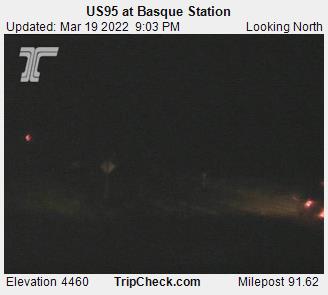 US95 at Basque Station
Updated: Mar 19 2022 9:03 PM Looking North
Elevation 4460 TripCheck.com Milepost 91.62